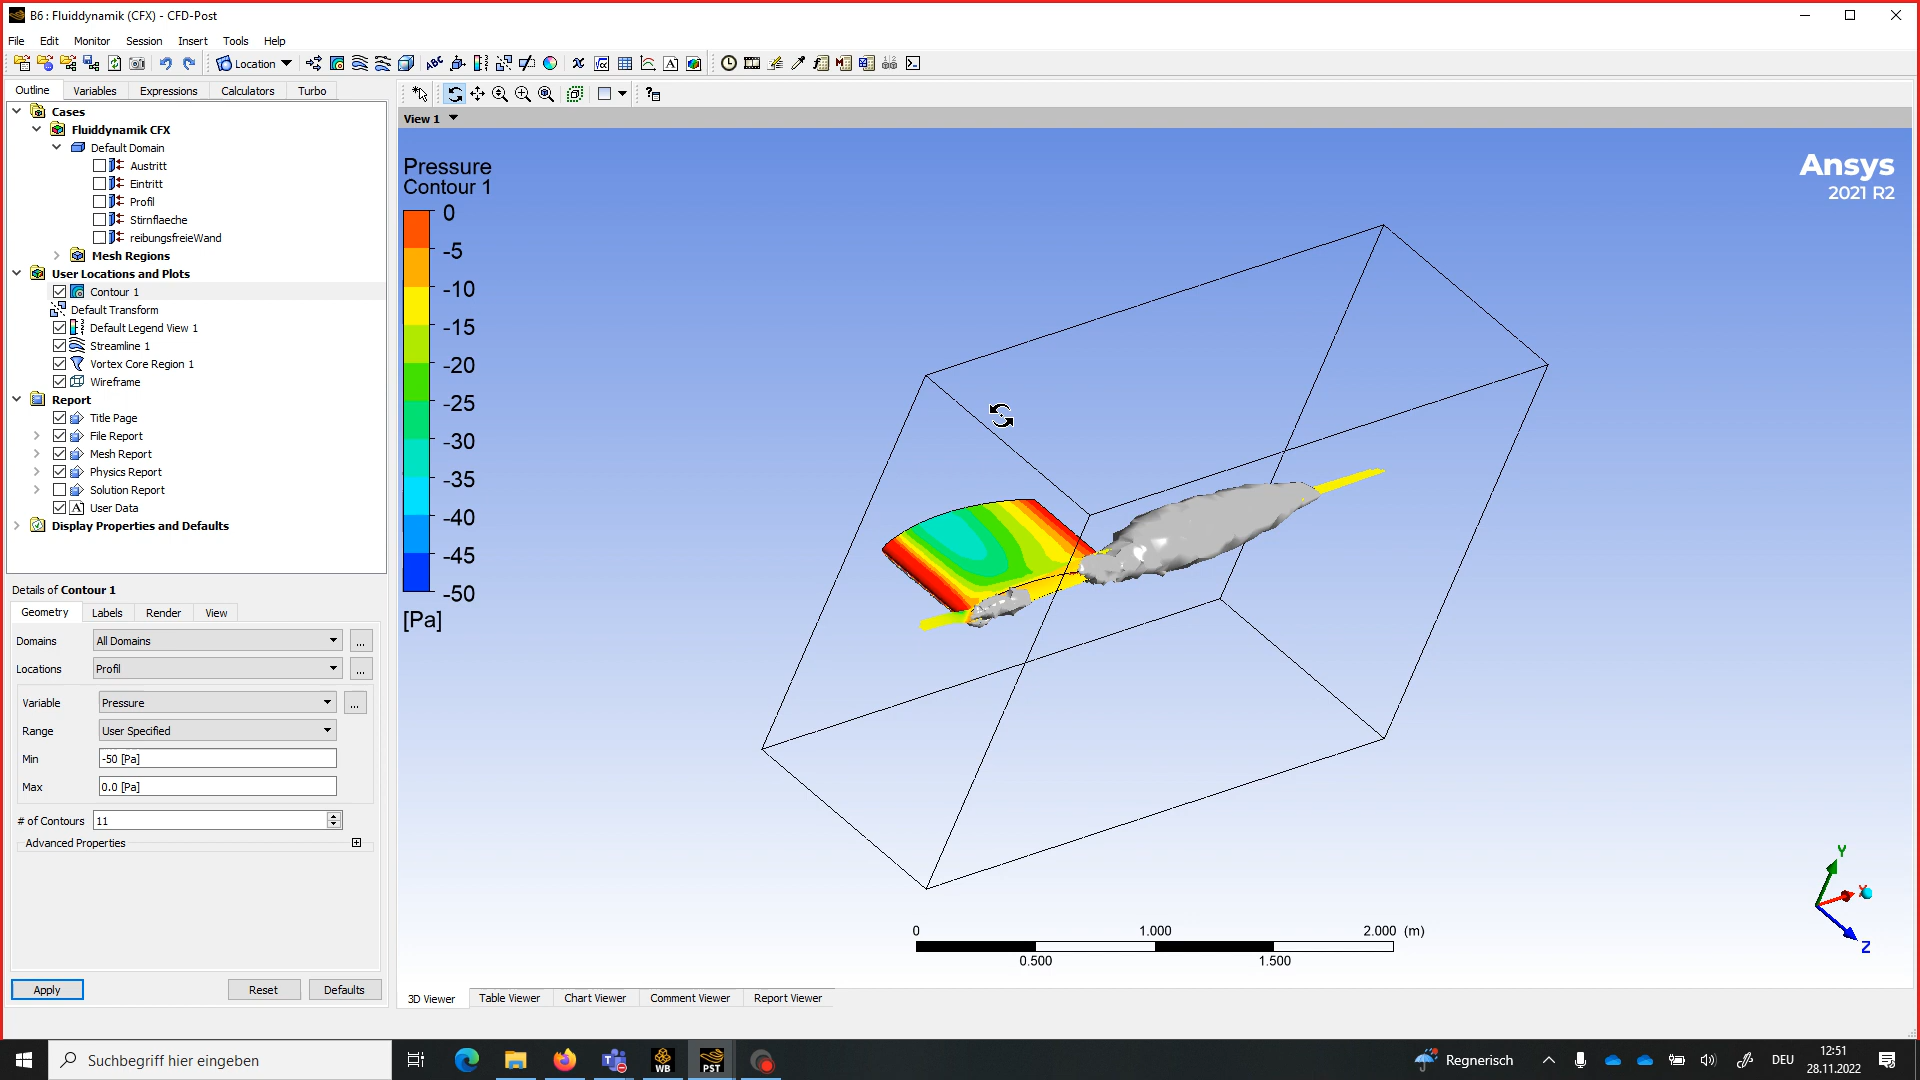 B6 : Fluiddynamik (CFX) - CFD-Post
File Edit Monitor Session Insert Tools Help
Location
Outline Variables Expressions Calculators Turbo
Cases
Fluiddynamik CFX
Default Domain
Austritt
Eintritt
Profil
Stirnflaeche
reibungsfreieWand
Mesh Regions
User Locations and Plots
Contour 1
Default Transform
Default Legend View 1
Streamline 1
Vortex Core Region 1
Wireframe
Report
Title Page
File Report
Mesh Report
Physics Report
Solution Report
User Data
Display Properties and Defaults
Details of Contour 1
Geometry Labels Render View
Domains All Domains ...
Locations Profil ...
Variable Pressure ...
Range User Specified
Min -50 [Pa]
Max 0.0 [Pa]
# of Contours 11
Advanced Properties
Apply Reset Defaults
View 1
Pressure
Contour 1
0
-5
-10
-15
-20
-25
-30
-35
-40
-45
-50
[Pa]
Ansys
2021 R2
Y
X
Z
0 1.000 2.000 (m)
0.500 1.500
3D Viewer Table Viewer Chart Viewer Comment Viewer Report Viewer
Suchbegriff hier eingeben
WB
PST
Regnerisch
DEU
12:51
28.11.2022